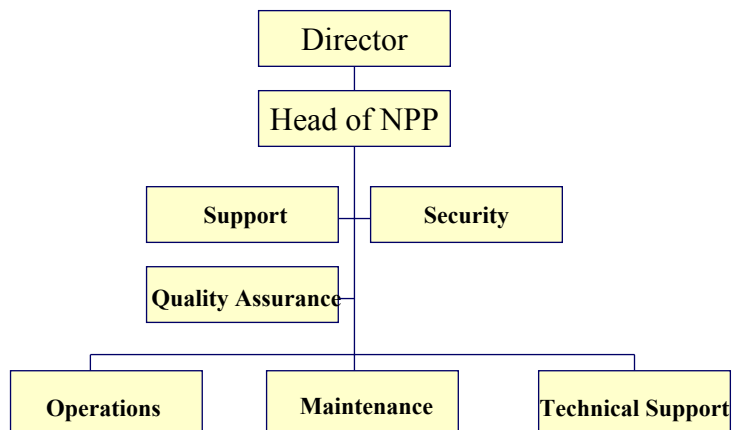 Director
Head of NPP
Support
Security
Quality Assurance
Operations
Maintenance
Technical Support